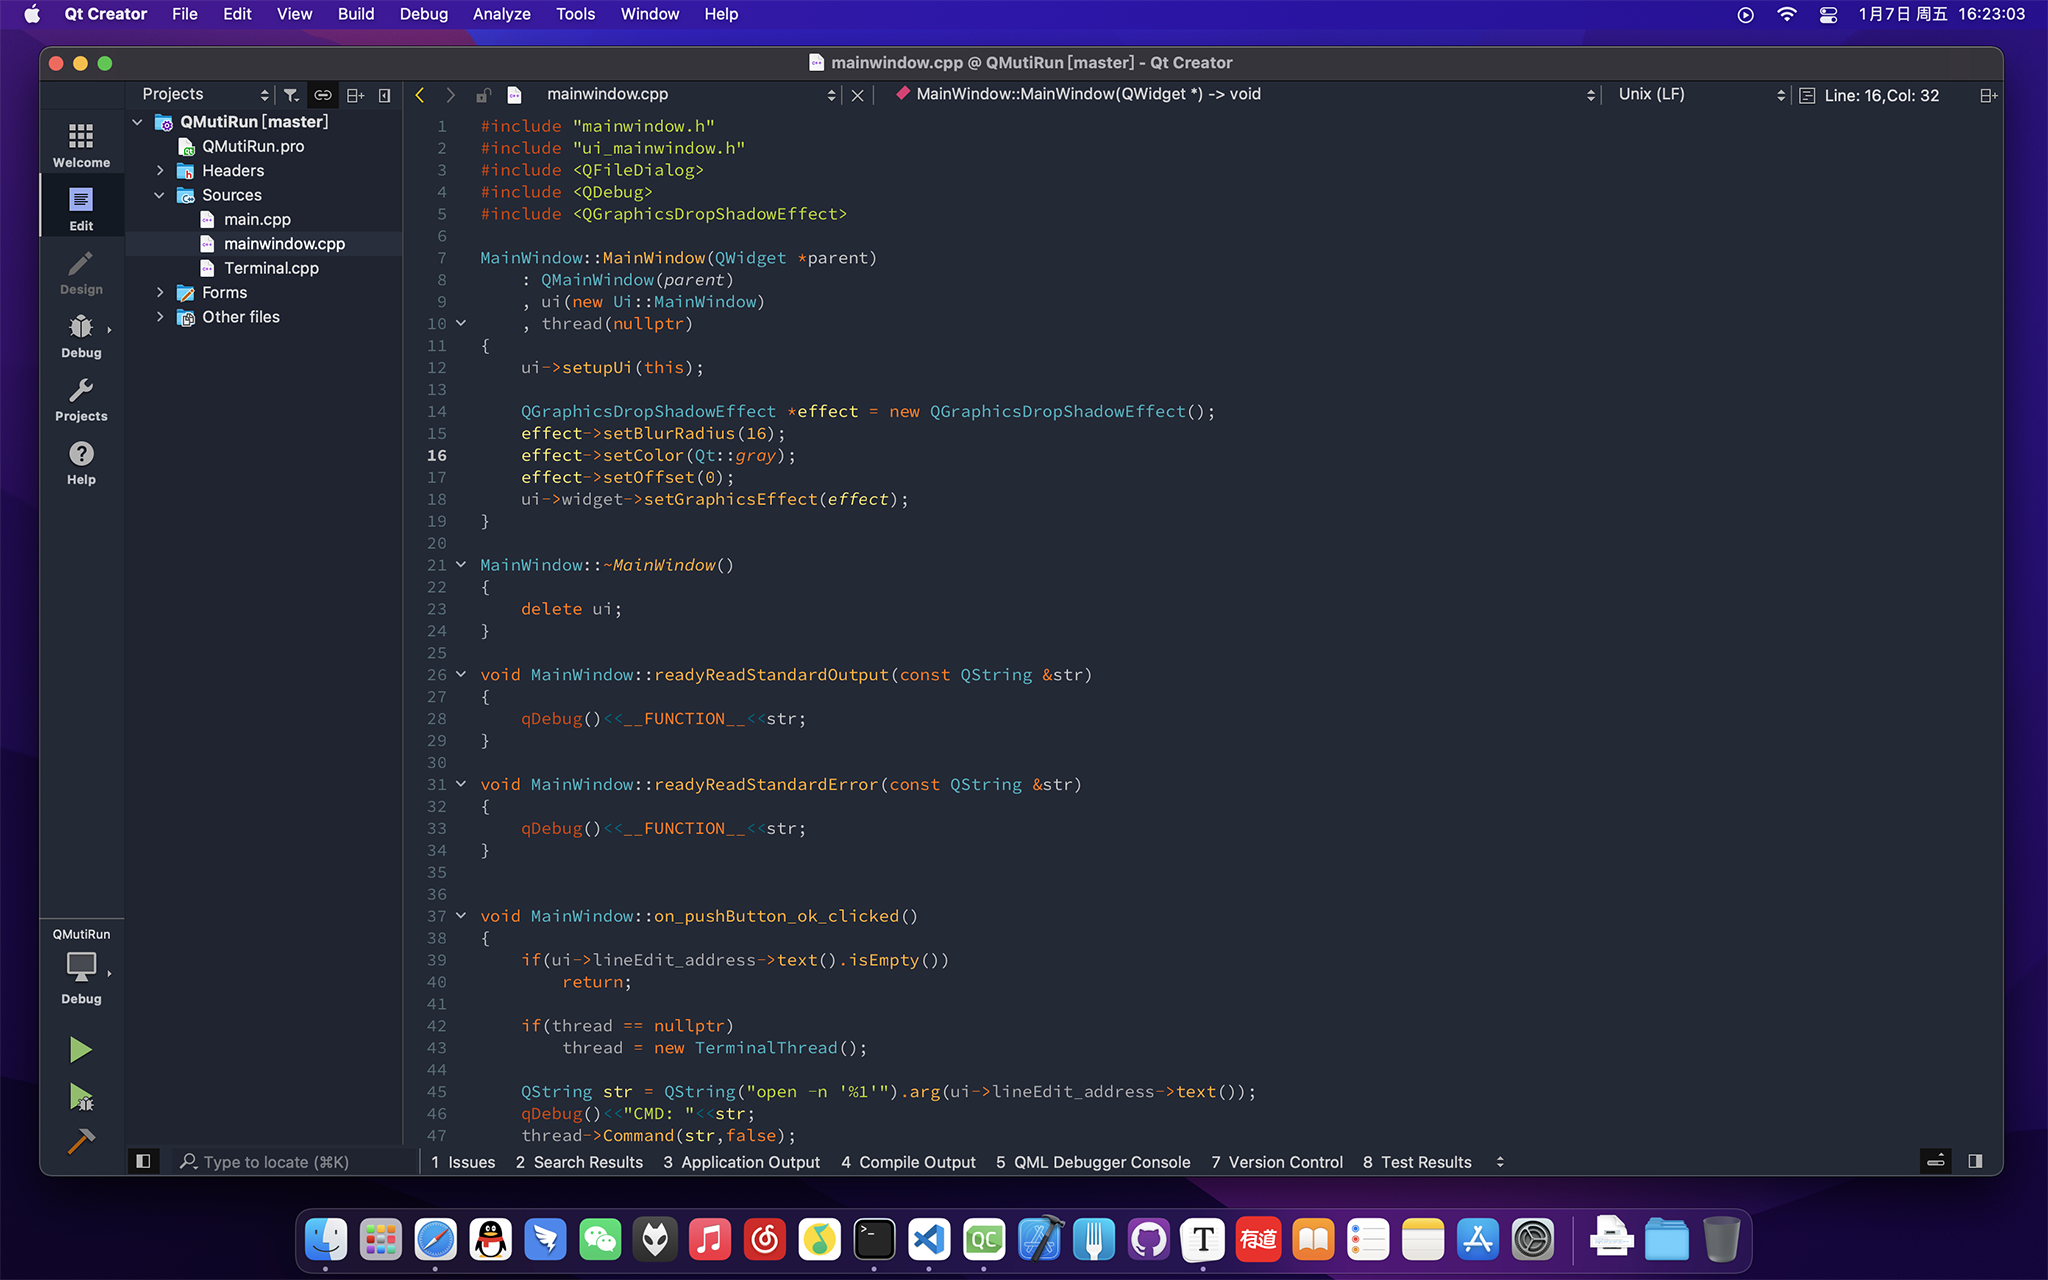 Qt Creator File Edit View Build Debug Analyze Tools Window Help 1月7日 周五 16:23:03
mainwindow.cpp @ QMutiRun [master] - Qt Creator
Projects
mainwindow.cpp
MainWindow::MainWindow(QWidget *) -> void
Unix (LF)
Line: 16,Col: 32
Welcome
Edit
Design
Debug
Projects
Help
QMutiRun
Debug
QMutiRun [master]
QMutiRun.pro
Headers
Sources
main.cpp
mainwindow.cpp
Terminal.cpp
Forms
Other files
1 #include "mainwindow.h"
2 #include "ui_mainwindow.h"
3 #include <QFileDialog>
4 #include <QDebug>
5 #include <QGraphicsDropShadowEffect>
6
7 MainWindow::MainWindow(QWidget *parent)
8     : QMainWindow(parent)
9     , ui(new Ui::MainWindow)
10     , thread(nullptr)
11 {
12     ui->setupUi(this);
13
14     QGraphicsDropShadowEffect *effect = new QGraphicsDropShadowEffect();
15     effect->setBlurRadius(16);
16     effect->setColor(Qt::gray);
17     effect->setOffset(0);
18     ui->widget->setGraphicsEffect(effect);
19 }
20
21 MainWindow::~MainWindow()
22 {
23     delete ui;
24 }
25
26 void MainWindow::readyReadStandardOutput(const QString &str)
27 {
28     qDebug()<<__FUNCTION__<<str;
29 }
30
31 void MainWindow::readyReadStandardError(const QString &str)
32 {
33     qDebug()<<__FUNCTION__<<str;
34 }
35
36
37 void MainWindow::on_pushButton_ok_clicked()
38 {
39     if(ui->lineEdit_address->text().isEmpty())
40         return;
41
42     if(thread == nullptr)
43         thread = new TerminalThread();
44
45     QString str = QString("open -n '%1'").arg(ui->lineEdit_address->text());
46     qDebug()<<"CMD: "<<str;
47     thread->Command(str,false);
Type to locate (⌘K)
1 Issues 2 Search Results 3 Application Output 4 Compile Output 5 QML Debugger Console 7 Version Control 8 Test Results
QC
T
有道